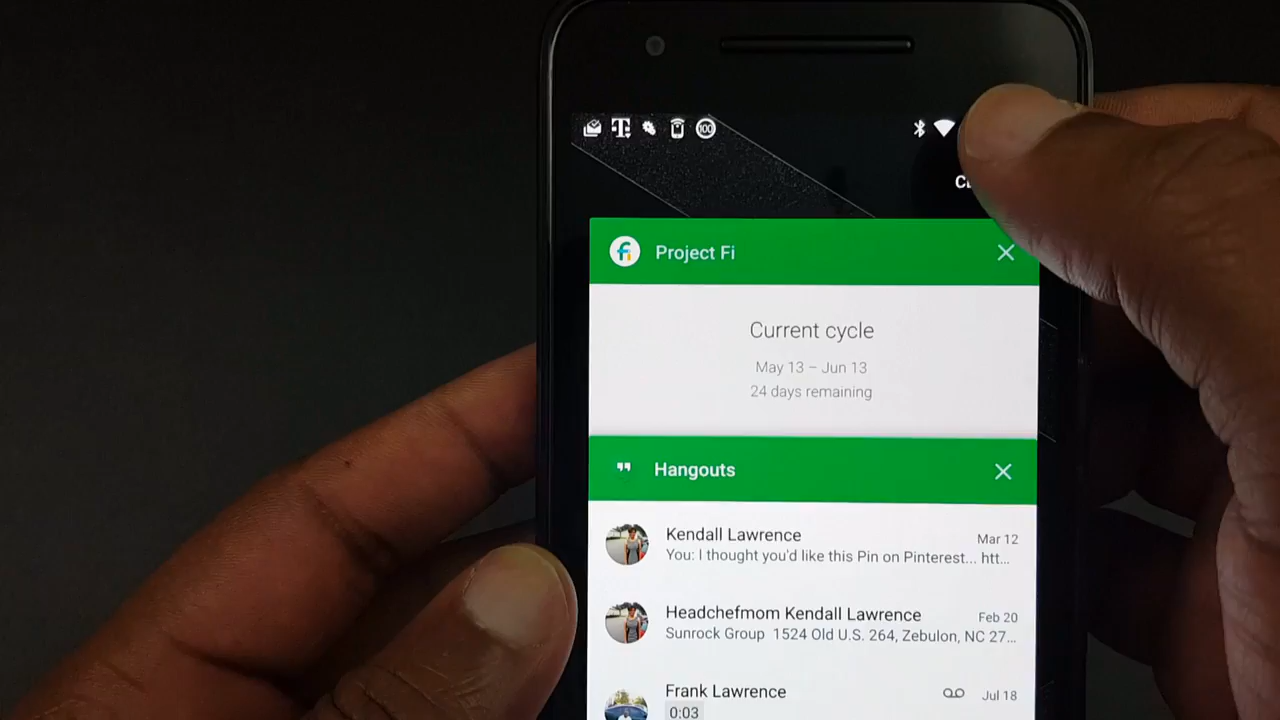 100
Project Fi
Current cycle
May 13 – Jun 13
24 days remaining
Hangouts
Kendall Lawrence Mar 12
You: I thought you'd like this Pin on Pinterest... htt...
Headchefmom Kendall Lawrence Feb 20
Sunrock Group 1524 Old U.S. 264, Zebulon, NC 27...
Frank Lawrence Jul 18
0:03